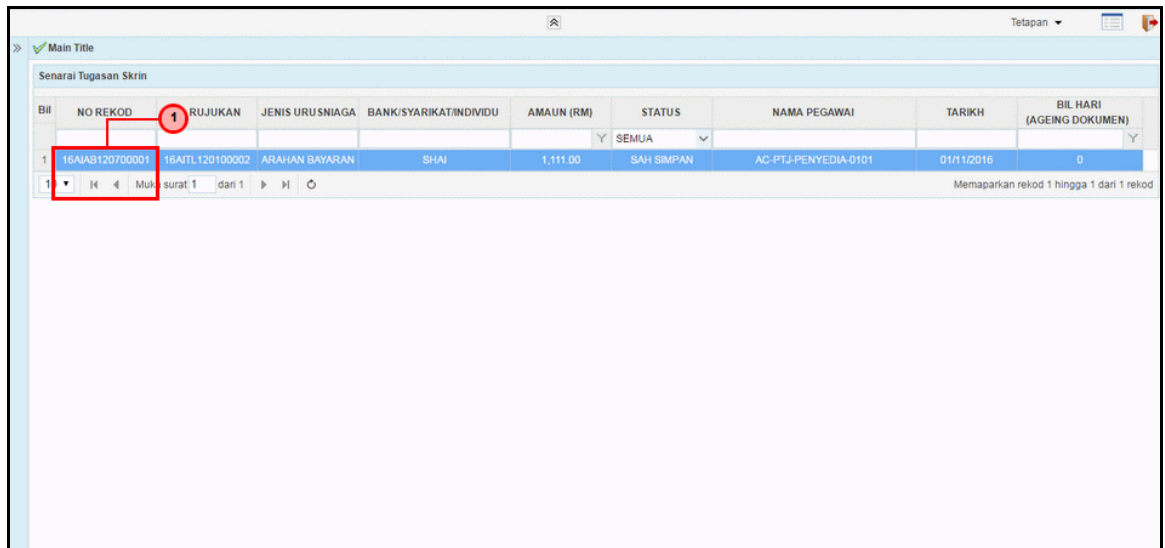 Tetapan
Main Title
Senarai Tugasan Skrin
Bil NO REKOD 1 RUJUKAN JENIS URUSNIAGA BANK/SYARIKAT/INDIVIDU AMAUN (RM) STATUS NAMA PEGAWAI TARIKH BIL HARI
(AGEING DOKUMEN)
SEMUA
1 16AIAB120700001 16AITL120100002 ARAHAN BAYARAN SHAI 1,111.00 SAH SIMPAN AC-PTJ-PENYEDIA-0101 01/11/2016 0
Muka surat 1 dari 1 Memaparkan rekod 1 hingga 1 dari 1 rekod